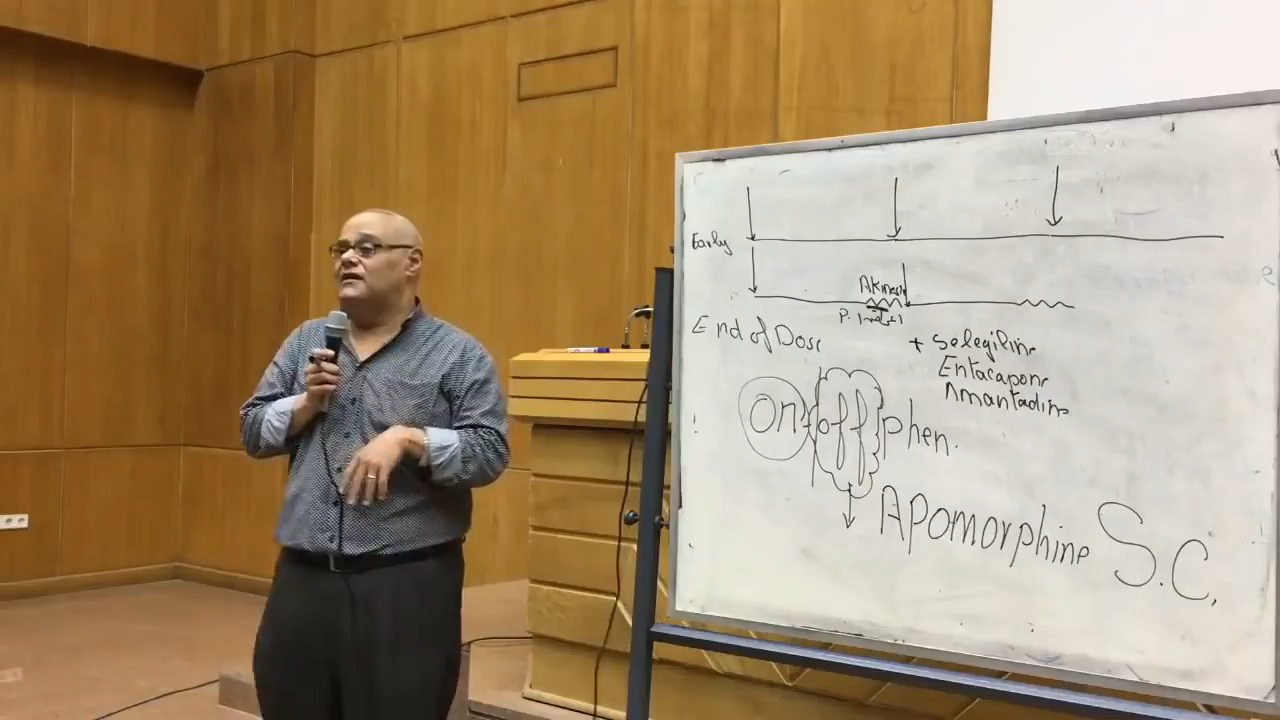 Early
Akinesia
End of Dose
+ Selegiline
Entacapone
Amantadine
On off phen.
Apomorphine S.C.